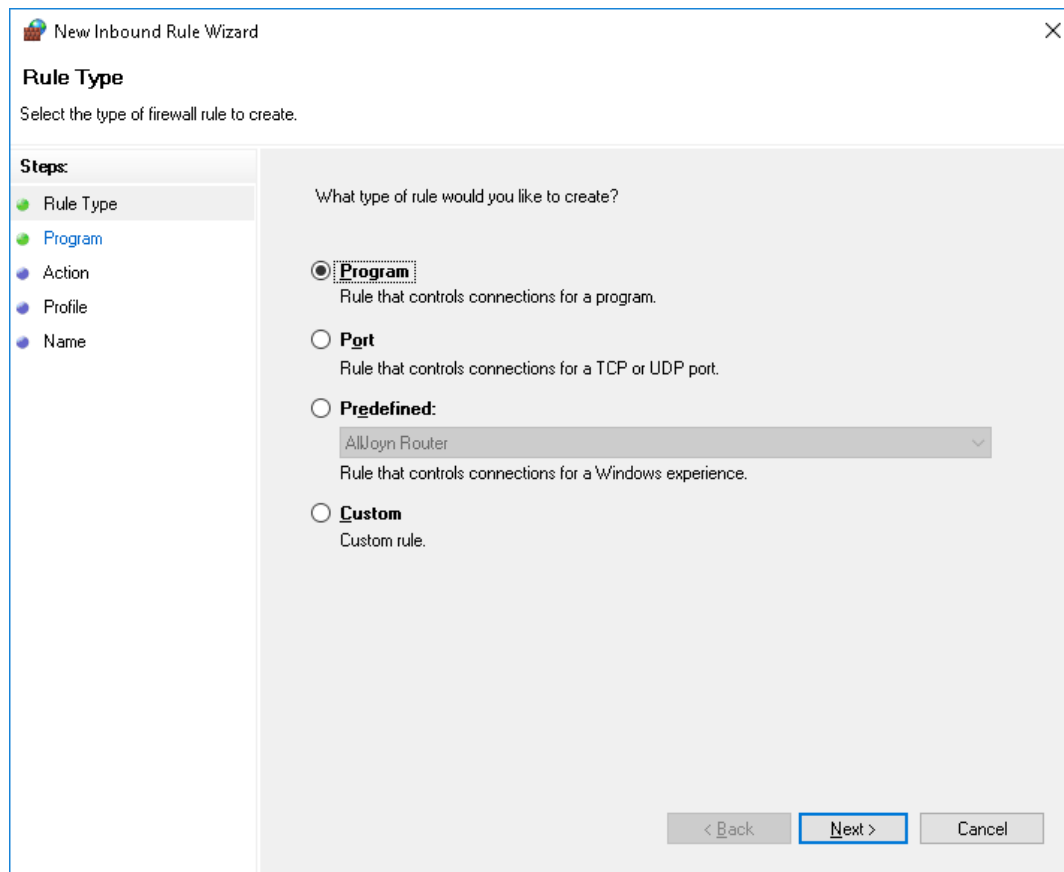 New Inbound Rule Wizard
Rule Type
Select the type of firewall rule to create.
Steps:
Rule Type
Program
Action
Profile
Name
What type of rule would you like to create?
Program
Rule that controls connections for a program.
Port
Rule that controls connections for a TCP or UDP port.
Predefined:
AllJoyn Router
Rule that controls connections for a Windows experience.
Custom
Custom rule.
< Back Next > Cancel